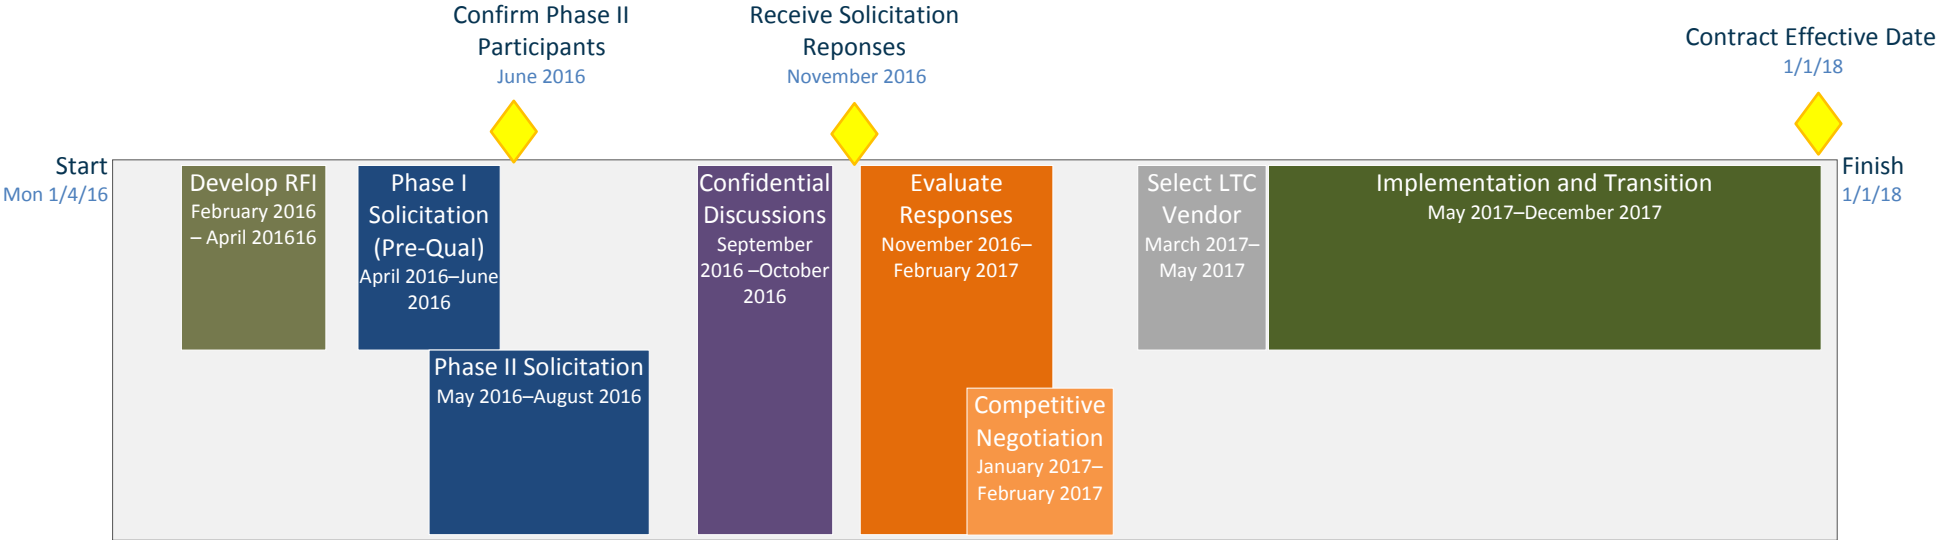 Confirm Phase II
Participants
June 2016
Receive Solicitation
Reponses
November 2016
Contract Effective Date
1/1/18
Start
Mon 1/4/16
Finish
1/1/18
Develop RFI
February 2016
– April 201616
Phase I
Solicitation
(Pre-Qual)
April 2016–June
2016
Phase II Solicitation
May 2016–August 2016
Confidential
Discussions
September
2016 –October
2016
Evaluate
Responses
November 2016–
February 2017
Competitive
Negotiation
January 2017–
February 2017
Select LTC
Vendor
March 2017–
May 2017
Implementation and Transition
May 2017–December 2017